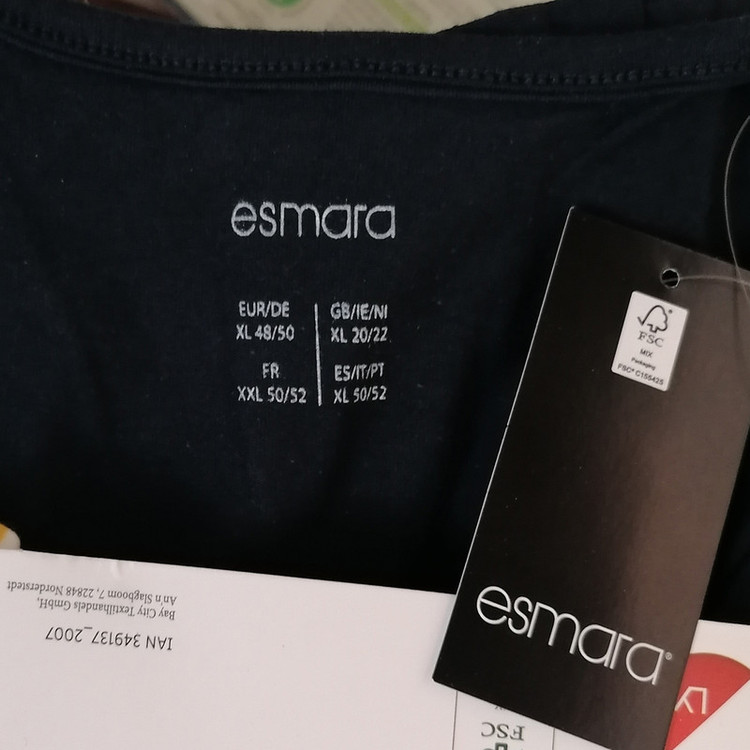 esmara
EUR/DE
XL 48/50
GB/IE/NI
XL 20/22
FR
XXL 50/52
ES/IT/PT
XL 50/52
FSC
MIX
Packaging
FSC® C155425
esmara®
IAN 349137_2007
Bay City Textilhandels GmbH,
An'n Slagboom 7, 22848 Norderstedt
FSC
LY